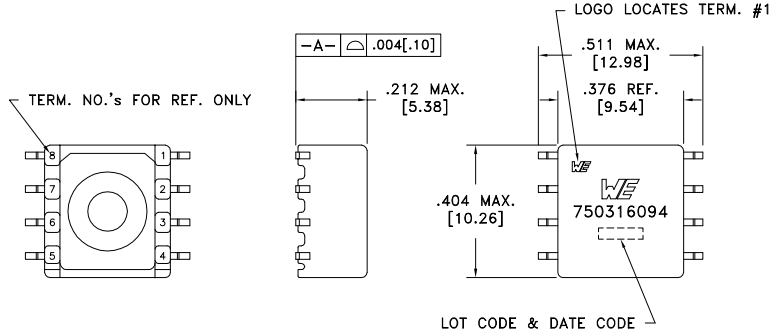 LOGO LOCATES TERM. #1
-A- ⌓ .004[.10]
.511 MAX.
[12.98]
.212 MAX.
[5.38]
.376 REF.
[9.54]
TERM. NO.'s FOR REF. ONLY
8 1
7 2
6 3
5 4
.404 MAX.
[10.26]
WE
WE
750316094
LOT CODE & DATE CODE